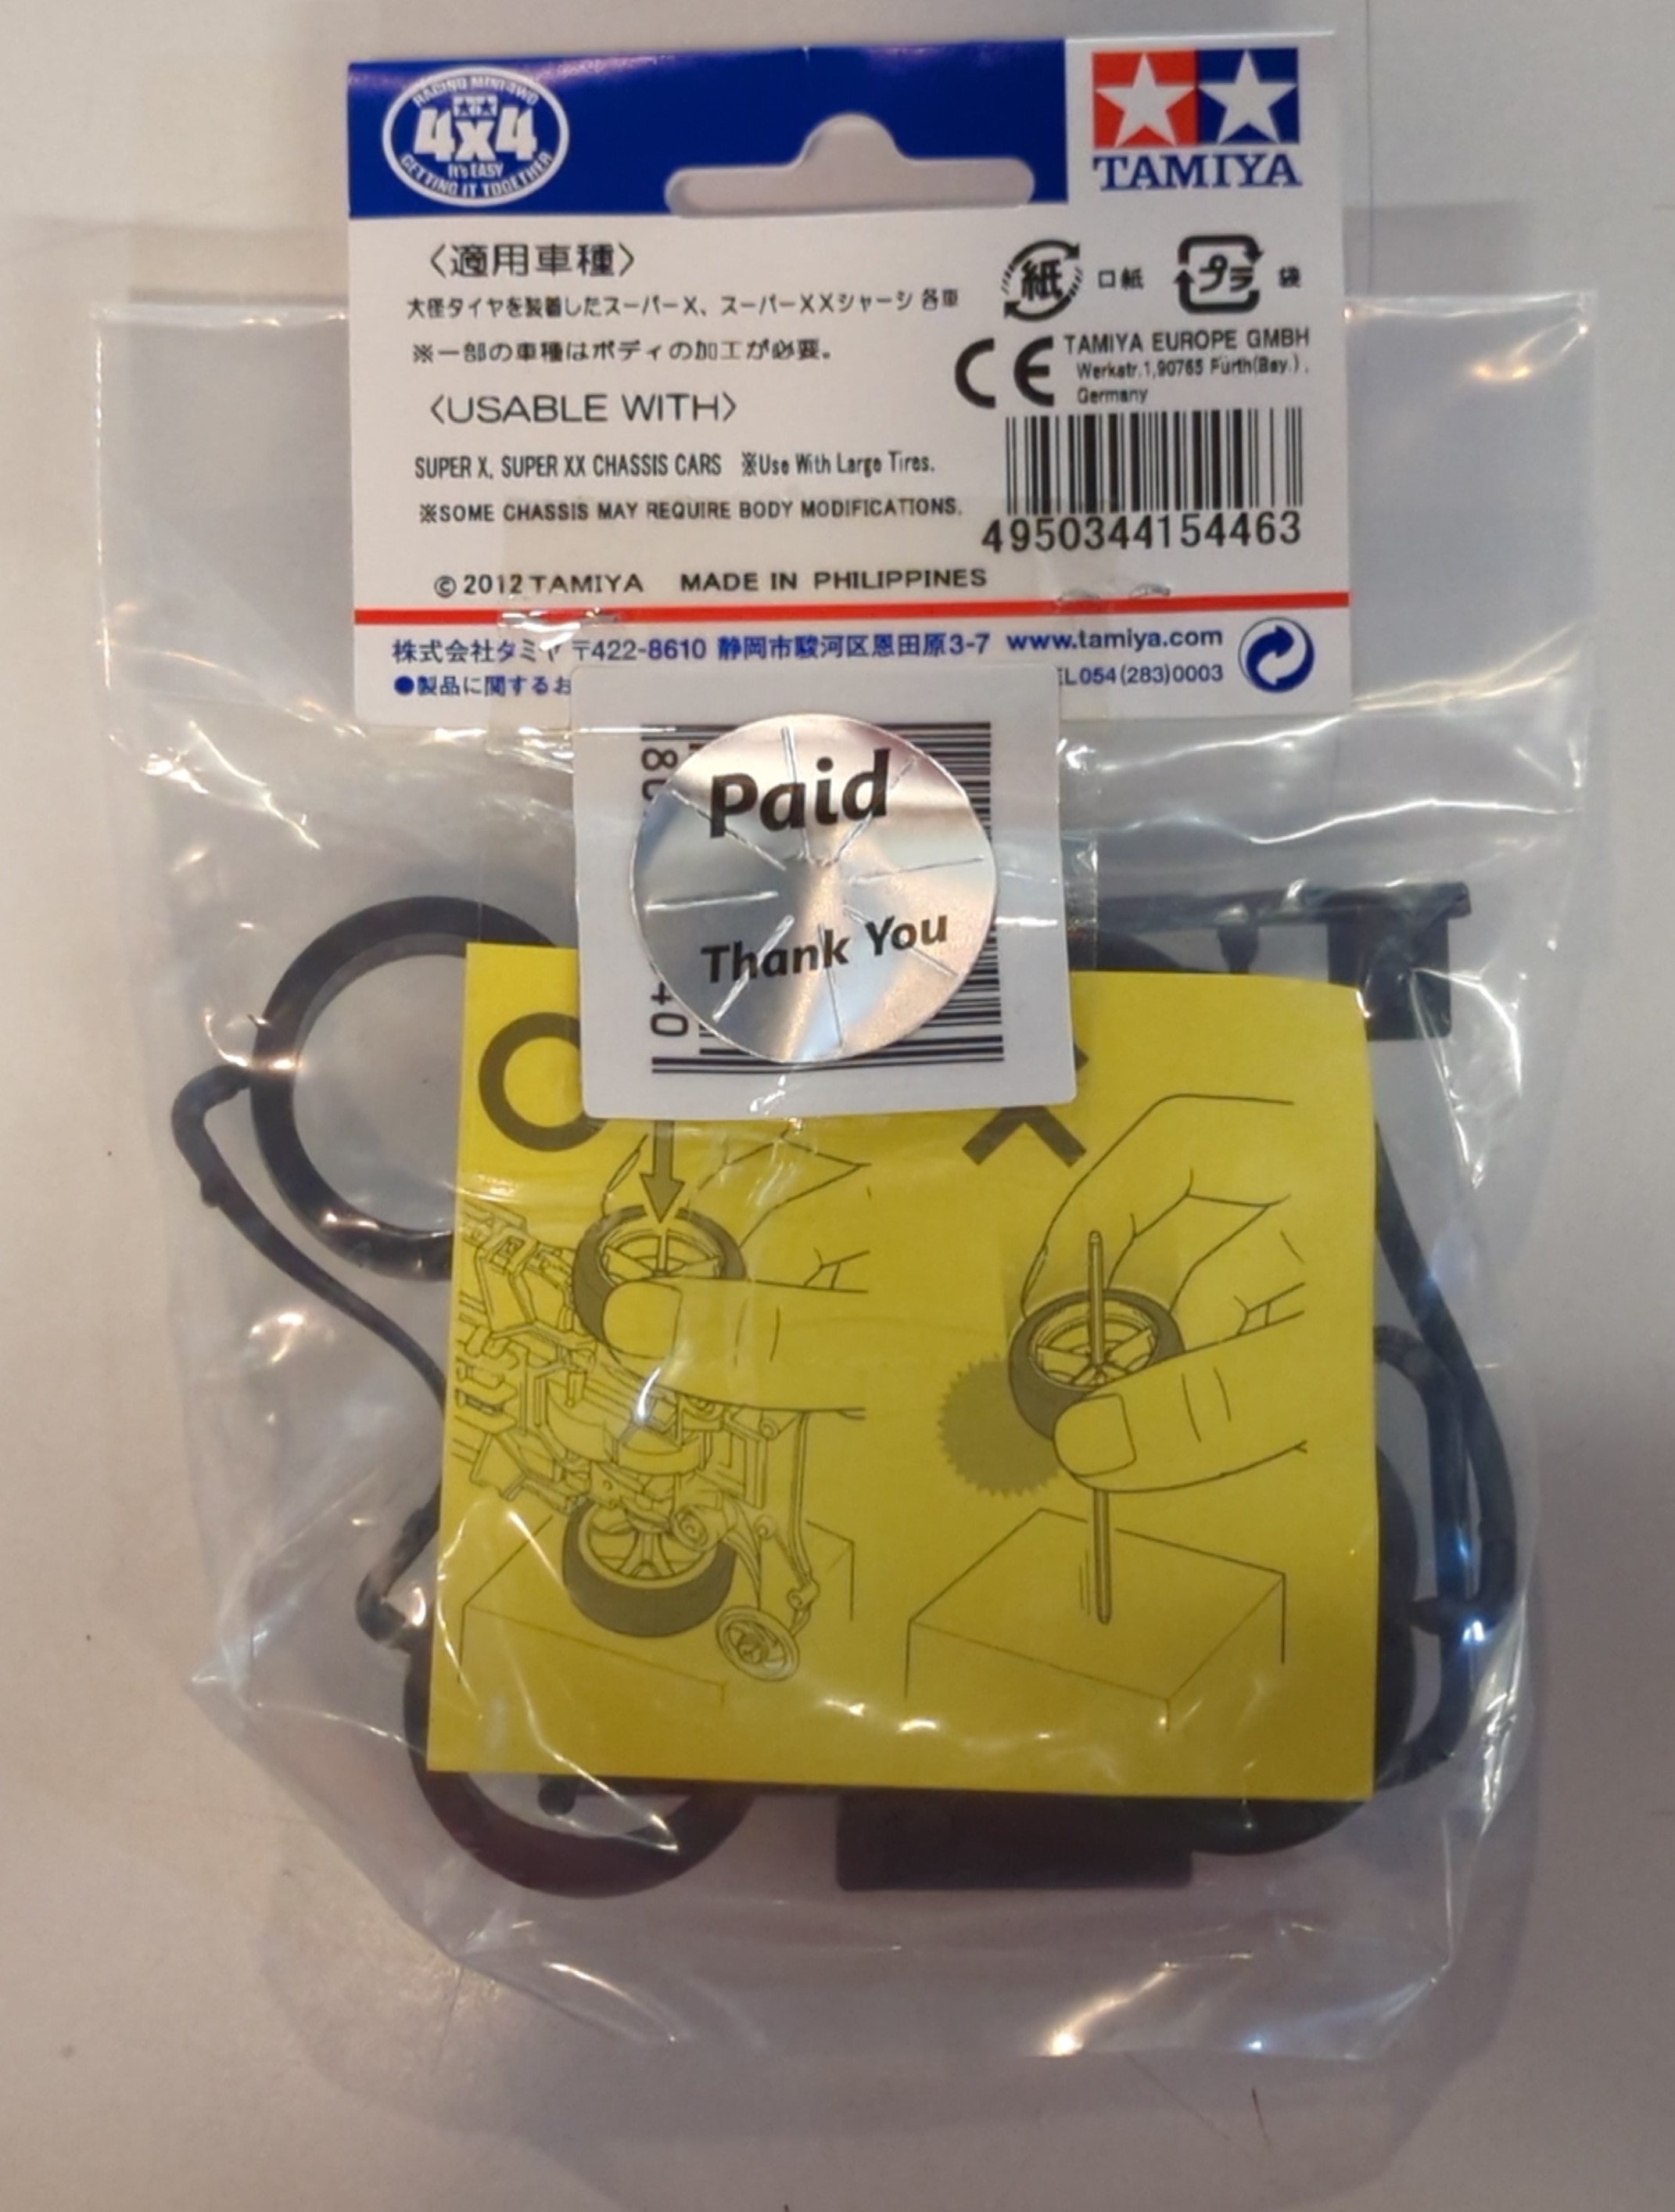 RACING MINI 4WD
4x4
It's EASY
GETTING IT TOGETHER
TAMIYA
〈適用車種〉
大径タイヤを装着したスーパーX、スーパーXXシャーシ 各車
※一部の車種はボディの加工が必要。
〈USABLE WITH〉
SUPER X, SUPER XX CHASSIS CARS ※Use With Large Tires.
※SOME CHASSIS MAY REQUIRE BODY MODIFICATIONS.
紙 口紙 プラ 袋
CE TAMIYA EUROPE GMBH
Werkstr.1,90765 Fürth(Bay.).
Germany
4950344154463
© 2012 TAMIYA MADE IN PHILIPPINES
株式会社タミヤ 〒422-8610 静岡市駿河区恩田原3-7 www.tamiya.com
●製品に関するお
EL 054(283)0003
Paid
Thank You